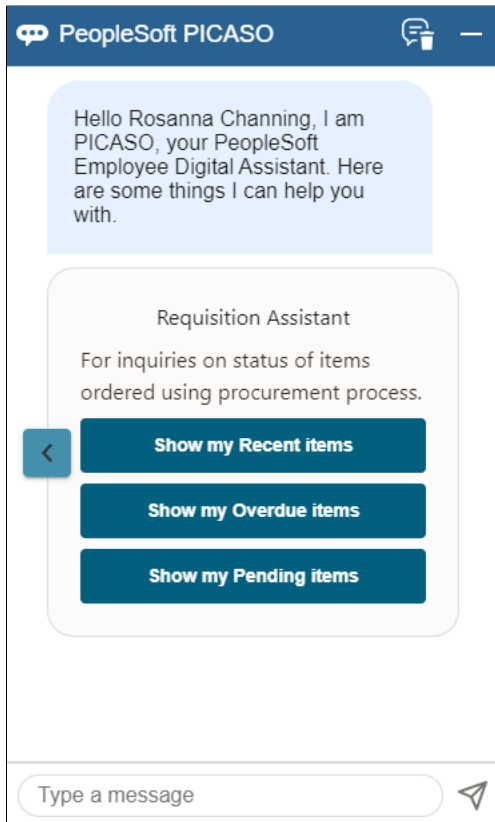 PeopleSoft PICASO
Hello Rosanna Channing, I am
PICASO, your PeopleSoft
Employee Digital Assistant. Here
are some things I can help you
with.
Requisition Assistant
For inquiries on status of items
ordered using procurement process.
Show my Recent items
Show my Overdue items
Show my Pending items
Type a message